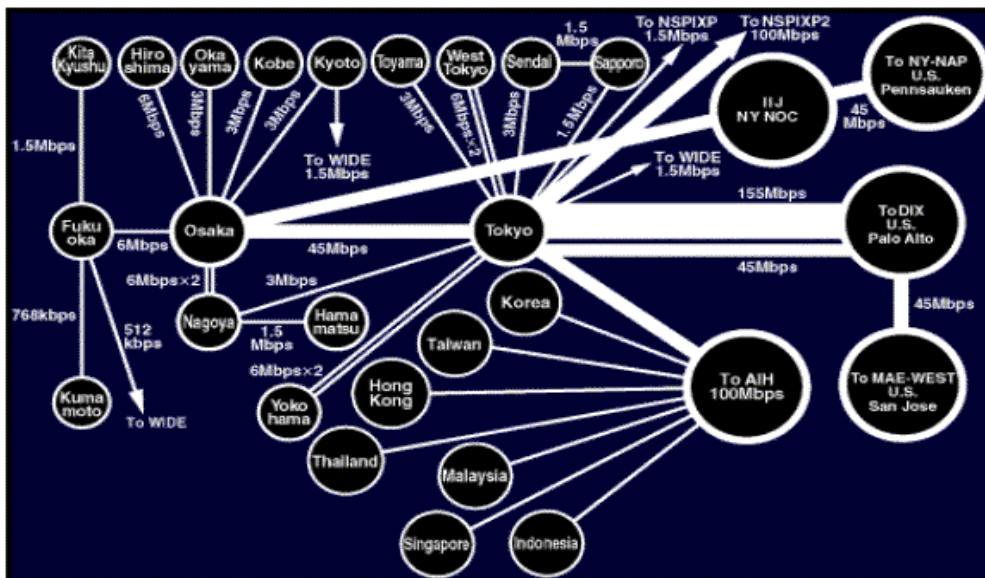 Kita
Kyushu
Hiro
shima
Oka
yama
Kobe
Kyoto
Toyama
West
Tokyo
Sendai
1.5
Mbps
Sapporo
To NSPIXP
1.5Mbps
To NSPIXP2
100Mbps
IIJ
NY NOC
45
Mbps
To NY-NAP
U.S.
Pennsauken
1.5Mbps
6Mbps
3Mbps
3Mbps
3Mbps
To WIDE
1.5Mbps
3Mbps
6Mbps×2
3Mbps
1.5Mbps
To WIDE
1.5Mbps
155Mbps
Fuku
oka
6Mbps
Osaka
45Mbps
Tokyo
To DIX
U.S.
Palo Alto
45Mbps
6Mbps×2
3Mbps
768kbps
512
kbps
Nagoya
1.5
Mbps
Hama
matsu
Korea
45Mbps
Taiwan
6Mbps×2
Hong
Kong
To AIH
100Mbps
To MAE-WEST
U.S.
San Jose
Kuma
moto
To WIDE
Yoko
hama
Thailand
Malaysia
Singapore
Indonesia